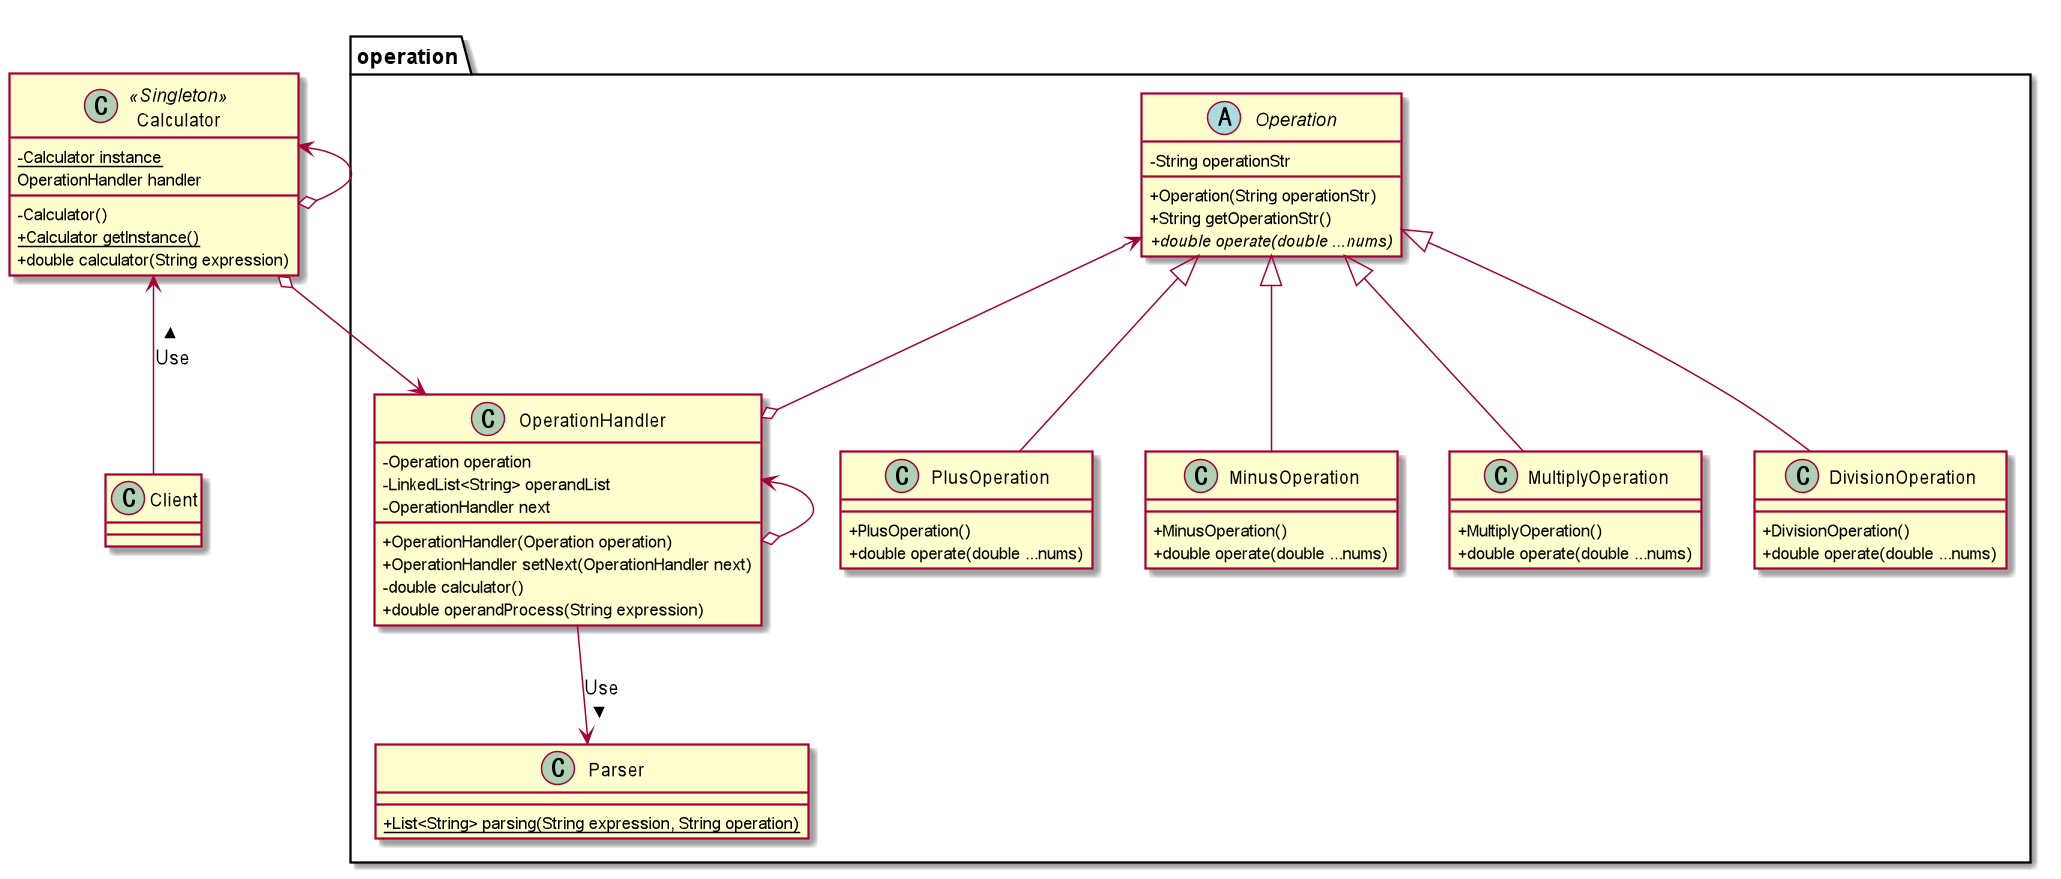 operation
C
«Singleton»
Calculator
-Calculator instance
OperationHandler handler
-Calculator()
+Calculator getInstance()
+double calculator(String expression)
A Operation
-String operationStr
+Operation(String operationStr)
+String getOperationStr()
+double operate(double ...nums)
▲
Use
C Client
C OperationHandler
-Operation operation
-LinkedList<String> operandList
-OperationHandler next
+OperationHandler(Operation operation)
+OperationHandler setNext(OperationHandler next)
-double calculator()
+double operandProcess(String expression)
C PlusOperation
+PlusOperation()
+double operate(double ...nums)
C MinusOperation
+MinusOperation()
+double operate(double ...nums)
C MultiplyOperation
+MultiplyOperation()
+double operate(double ...nums)
C DivisionOperation
+DivisionOperation()
+double operate(double ...nums)
Use
▼
C Parser
+List<String> parsing(String expression, String operation)